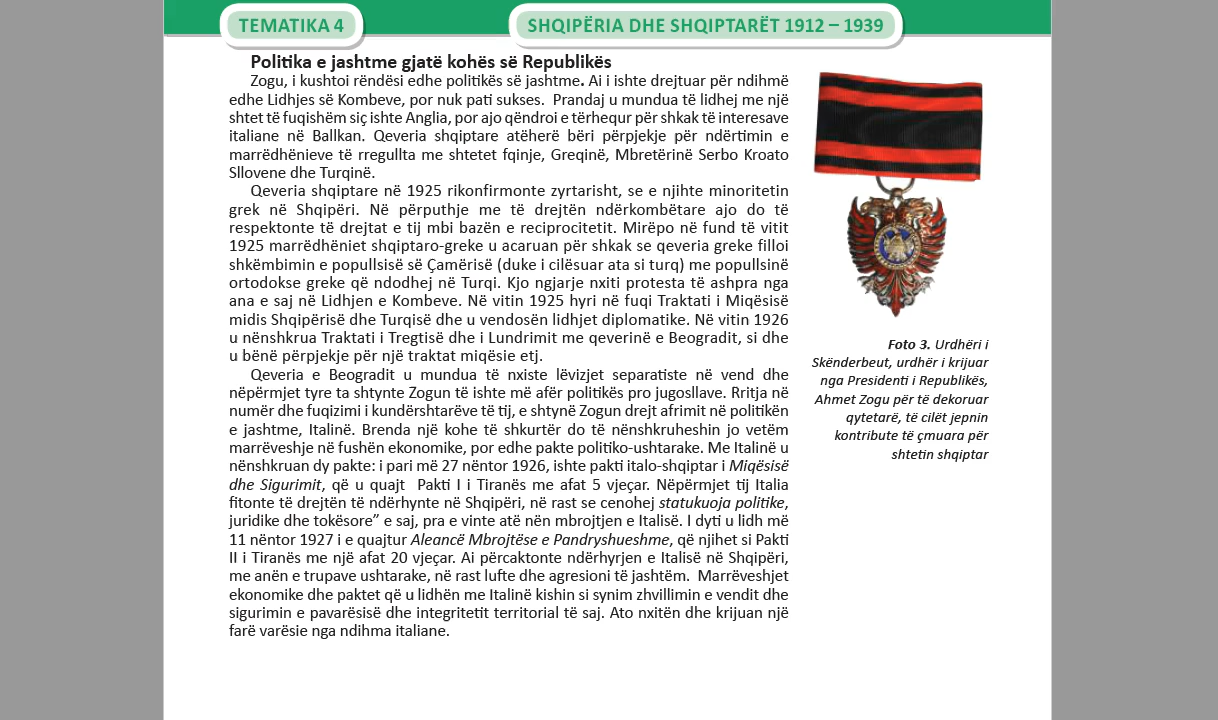 TEMATIKA 4
SHQIPËRIA DHE SHQIPTARËT 1912 – 1939
Politika e jashtme gjatë kohës së Republikës
Zogu, i kushtoi rëndësi edhe politikës së jashtme. Ai i ishte drejtuar për ndihmë
edhe Lidhjes së Kombeve, por nuk pati sukses. Prandaj u mundua të lidhej me një
shtet të fuqishëm siç ishte Anglia, por ajo qëndroi e tërhequr për shkak të interesave
italiane në Ballkan. Qeveria shqiptare atëherë bëri përpjekje për ndërtimin e
marrëdhënieve të rregullta me shtetet fqinje, Greqinë, Mbretërinë Serbo Kroato
Sllovene dhe Turqinë.
Qeveria shqiptare në 1925 rikonfirmonte zyrtarisht, se e njihte minoritetin
grek në Shqipëri. Në përputhje me të drejtën ndërkombëtare ajo do të
respektonte të drejtat e tij mbi bazën e reciprocitetit. Mirëpo në fund të vitit
1925 marrëdhëniet shqiptaro-greke u acaruan për shkak se qeveria greke filloi
shkëmbimin e popullsisë së Çamërisë (duke i cilësuar ata si turq) me popullsinë
ortodokse greke që ndodhej në Turqi. Kjo ngjarje nxiti protesta të ashpra nga
ana e saj në Lidhjen e Kombeve. Në vitin 1925 hyri në fuqi Traktati i Miqësisë
midis Shqipërisë dhe Turqisë dhe u vendosën lidhjet diplomatike. Në vitin 1926
u nënshkrua Traktati i Tregtisë dhe i Lundrimit me qeverinë e Beogradit, si dhe
u bënë përpjekje për një traktat miqësie etj.
Qeveria e Beogradit u mundua të nxiste lëvizjet separatiste në vend dhe
nëpërmjet tyre ta shtynte Zogun të ishte më afër politikës pro jugosllave. Rritja në
numër dhe fuqizimi i kundërshtarëve të tij, e shtynë Zogun drejt afrimit në politikën
e jashtme, Italinë. Brenda një kohe të shkurtër do të nënshkruheshin jo vetëm
marrëveshje në fushën ekonomike, por edhe pakte politiko-ushtarake. Me Italinë u
nënshkruan dy pakte: i pari më 27 nëntor 1926, ishte pakti italo-shqiptar i Miqësisë
dhe Sigurimit, që u quajt Pakti I i Tiranës me afat 5 vjeçar. Nëpërmjet tij Italia
fitonte të drejtën të ndërhynte në Shqipëri, në rast se cenohej statukuoja politike,
juridike dhe tokësore” e saj, pra e vinte atë nën mbrojtjen e Italisë. I dyti u lidh më
11 nëntor 1927 i e quajtur Aleancë Mbrojtëse e Pandryshueshme, që njihet si Pakti
II i Tiranës me një afat 20 vjeçar. Ai përcaktonte ndërhyrjen e Italisë në Shqipëri,
me anën e trupave ushtarake, në rast lufte dhe agresioni të jashtëm. Marrëveshjet
ekonomike dhe paktet që u lidhën me Italinë kishin si synim zhvillimin e vendit dhe
sigurimin e pavarësisë dhe integritetit territorial të saj. Ato nxitën dhe krijuan një
farë varësie nga ndihma italiane.
Foto 3. Urdhëri i
Skënderbeut, urdhër i krijuar
nga Presidenti i Republikës,
Ahmet Zogu për të dekoruar
qytetarë, të cilët jepnin
kontribute të çmuara për
shtetin shqiptar